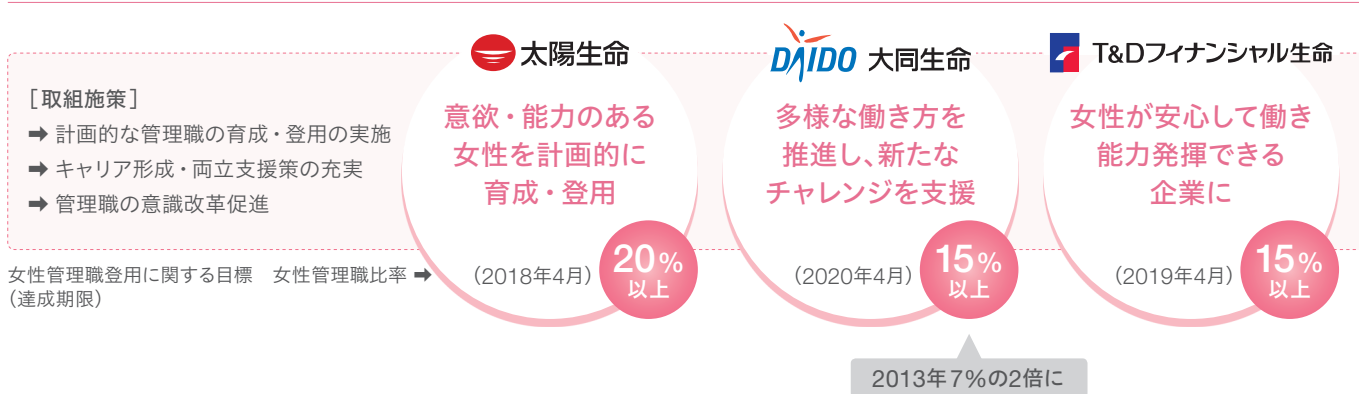 太陽生命
DAIDO 大同生命
T&Dフィナンシャル生命
[取組施策]
➡ 計画的な管理職の育成・登用の実施
➡ キャリア形成・両立支援策の充実
➡ 管理職の意識改革促進
意欲・能力のある
女性を計画的に
育成・登用
多様な働き方を
推進し、新たな
チャレンジを支援
女性が安心して働き
能力発揮できる
企業に
女性管理職登用に関する目標　女性管理職比率 ➡
（達成期限）
（2018年4月）
20%
以上
（2020年4月）
15%
以上
（2019年4月）
15%
以上
2013年7%の2倍に